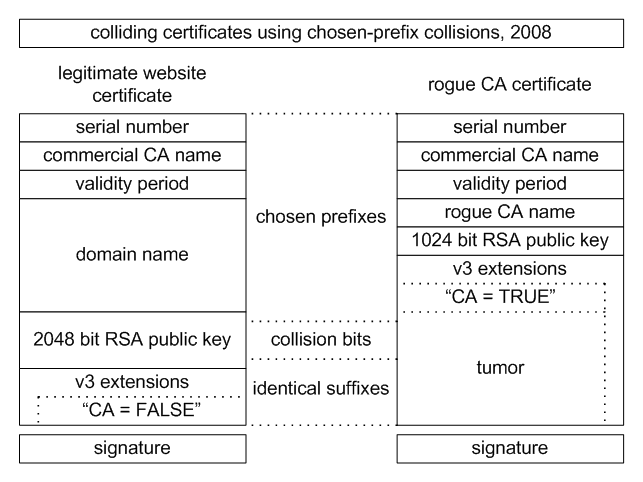 colliding certificates using chosen-prefix collisions, 2008
legitimate website
certificate
serial number
commercial CA name
validity period
domain name
2048 bit RSA public key
v3 extensions
“CA = FALSE”
signature
chosen prefixes
collision bits
identical suffixes
rogue CA certificate
serial number
commercial CA name
validity period
rogue CA name
1024 bit RSA public key
v3 extensions
“CA = TRUE”
tumor
signature